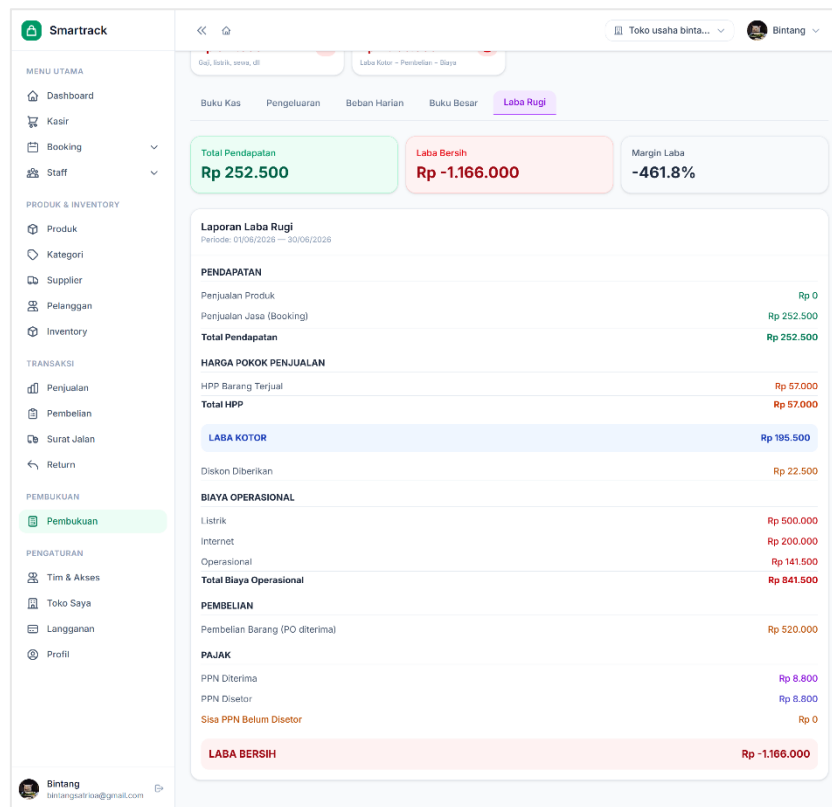 Smartrack
Toko usaha binta...
Bintang
MENU UTAMA
Dashboard
Kasir
Booking
Staff
PRODUK & INVENTORY
Produk
Kategori
Supplier
Pelanggan
Inventory
TRANSAKSI
Penjualan
Pembelian
Surat Jalan
Return
PEMBUKUAN
Pembukuan
PENGATURAN
Tim & Akses
Toko Saya
Langganan
Profil
Bintang
bintangsatriaa@gmail.com
Gaji, listrik, sewa, dll
Laba Kotor − Pembelian − Biaya
Buku Kas Pengeluaran Beban Harian Buku Besar Laba Rugi
Total Pendapatan
Rp 252.500
Laba Bersih
Rp -1.166.000
Margin Laba
-461.8%
Laporan Laba Rugi
Periode: 01/06/2026 — 30/06/2026
PENDAPATAN
Penjualan Produk Rp 0
Penjualan Jasa (Booking) Rp 252.500
Total Pendapatan Rp 252.500
HARGA POKOK PENJUALAN
HPP Barang Terjual Rp 57.000
Total HPP Rp 57.000
LABA KOTOR Rp 195.500
Diskon Diberikan Rp 22.500
BIAYA OPERASIONAL
Listrik Rp 500.000
Internet Rp 200.000
Operasional Rp 141.500
Total Biaya Operasional Rp 841.500
PEMBELIAN
Pembelian Barang (PO diterima) Rp 520.000
PAJAK
PPN Diterima Rp 8.800
PPN Disetor Rp 8.800
Sisa PPN Belum Disetor Rp 0
LABA BERSIH Rp -1.166.000